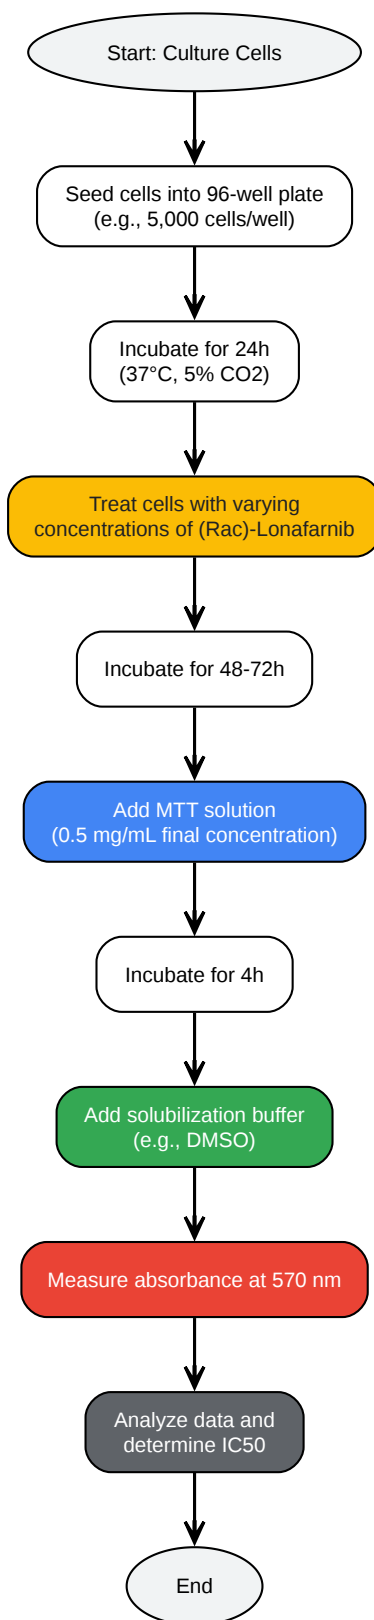 Start: Culture Cells
Seed cells into 96-well plate
(e.g., 5,000 cells/well)
Incubate for 24h
(37°C, 5% CO2)
Treat cells with varying
concentrations of (Rac)-Lonafarnib
Incubate for 48-72h
Add MTT solution
(0.5 mg/mL final concentration)
Incubate for 4h
Add solubilization buffer
(e.g., DMSO)
Measure absorbance at 570 nm
Analyze data and
determine IC50
End